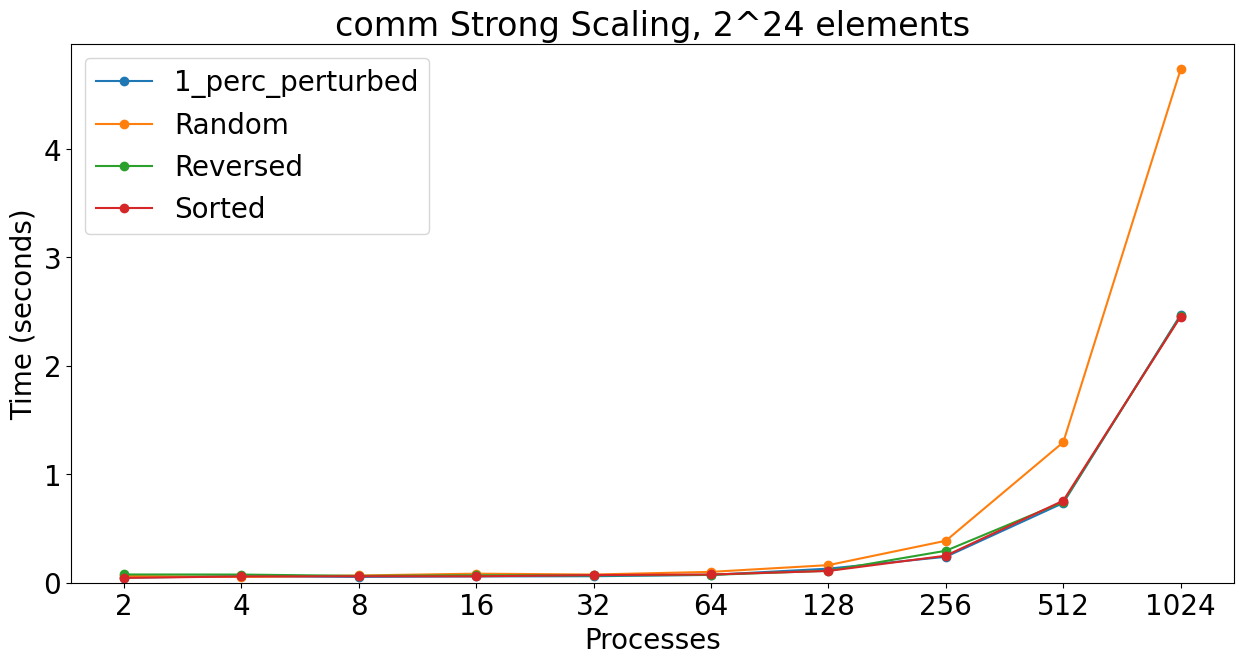 comm Strong Scaling, 2^24 elements
1_perc_perturbed
Random
Reversed
Sorted
Time (seconds)
4
3
2
1
0
2 4 8 16 32 64 128 256 512 1024
Processes